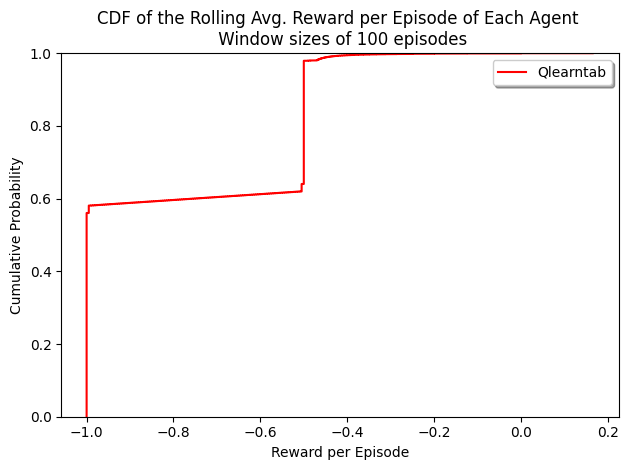 CDF of the Rolling Avg. Reward per Episode of Each Agent
Window sizes of 100 episodes
Qlearntab
Cumulative Probability
1.0
0.8
0.6
0.4
0.2
0.0
−1.0 −0.8 −0.6 −0.4 −0.2 0.0 0.2
Reward per Episode